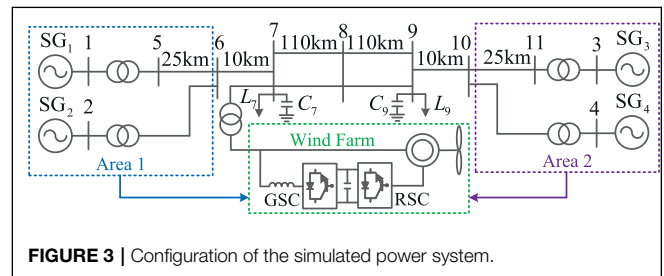 7 8 9
SG₁ 1 5 6 110km 110km 10 11 3 SG₃
25km 10km 10km 25km
SG₂ 2 L₇ C₇ C₉ L₉ 4 SG₄
Wind Farm
Area 1 Area 2
GSC RSC
FIGURE 3 | Configuration of the simulated power system.